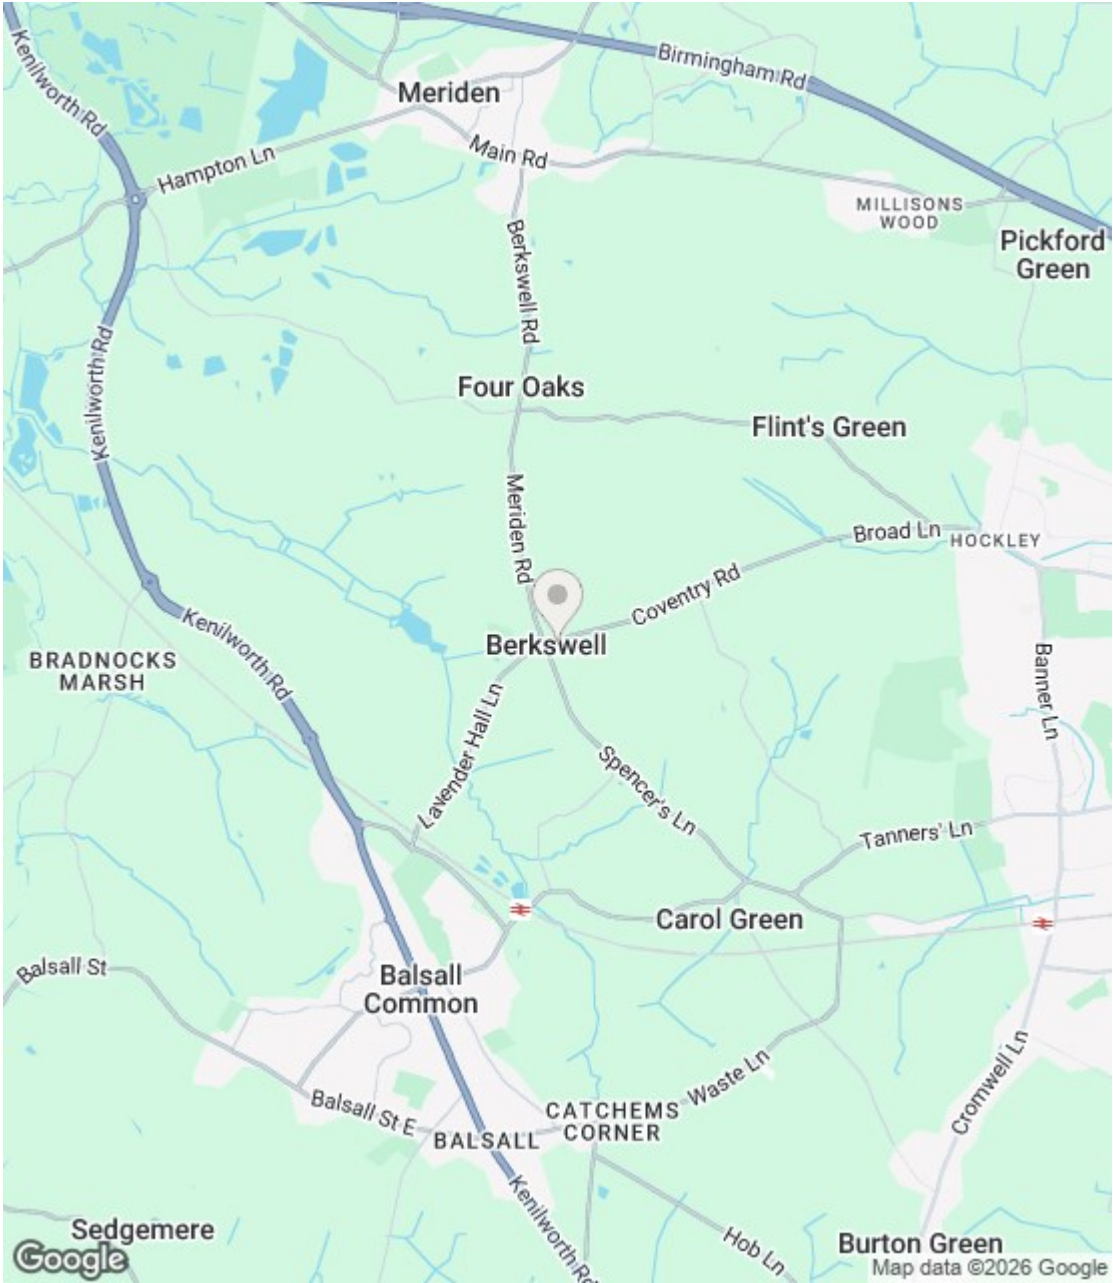 Kenilworth Rd
Birmingham Rd
Meriden
Main Rd
Hampton Ln
MILLISONS
WOOD
Pickford
Green
Berkswell Rd
Kenilworth Rd
Four Oaks
Flint's Green
Meriden Rd
Broad Ln
HOCKLEY
Coventry Rd
Kenilworth Rd
Berkswell
BRADNOCKS
MARSH
Banner Ln
Lavender Hall Ln
Spencer's Ln
Tanners' Ln
Carol Green
Balsall St
Balsall
Common
Waste Ln
Cromwell Ln
Balsall St E
CATCHEMS
CORNER
BALSALL
Kenilworth Rd
Sedgemere
Hob Ln
Burton Green
Google
Map data ©2026 Google